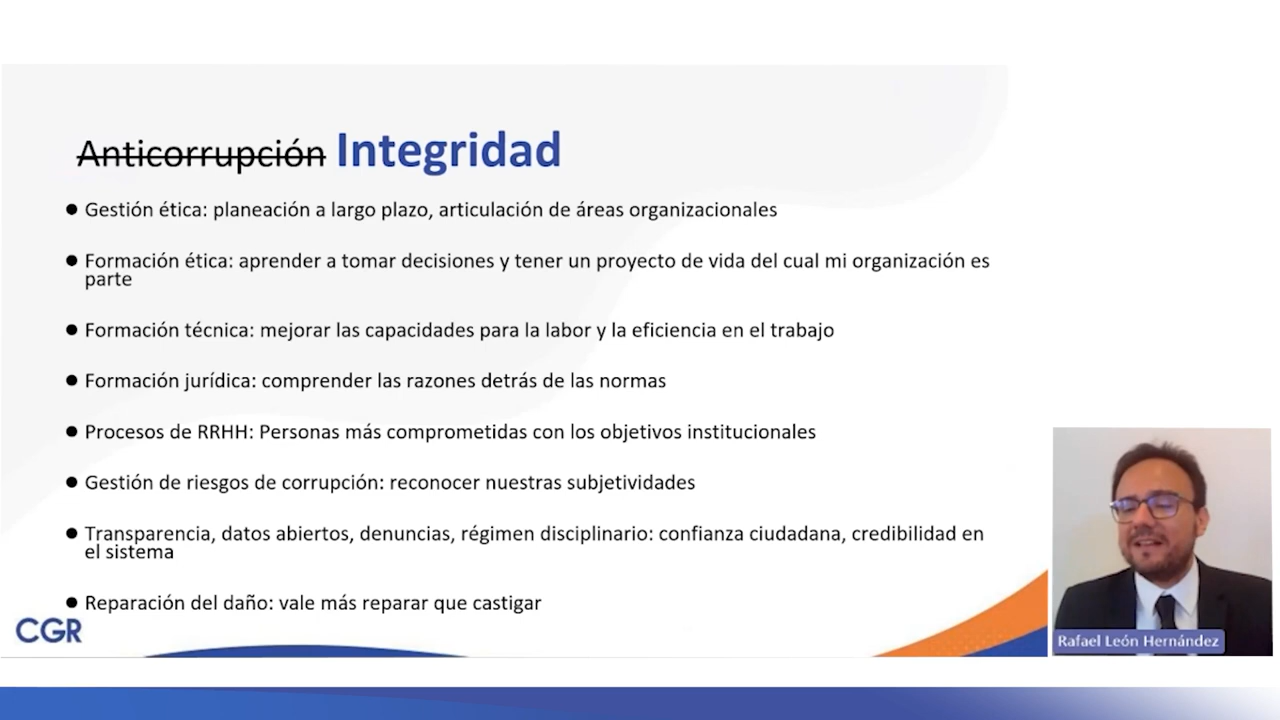 Anticorrupción Integridad
● Gestión ética: planeación a largo plazo, articulación de áreas organizacionales
● Formación ética: aprender a tomar decisiones y tener un proyecto de vida del cual mi organización es
parte
● Formación técnica: mejorar las capacidades para la labor y la eficiencia en el trabajo
● Formación jurídica: comprender las razones detrás de las normas
● Procesos de RRHH: Personas más comprometidas con los objetivos institucionales
● Gestión de riesgos de corrupción: reconocer nuestras subjetividades
● Transparencia, datos abiertos, denuncias, régimen disciplinario: confianza ciudadana, credibilidad en
el sistema
● Reparación del daño: vale más reparar que castigar
CGR
Rafael León Hernández